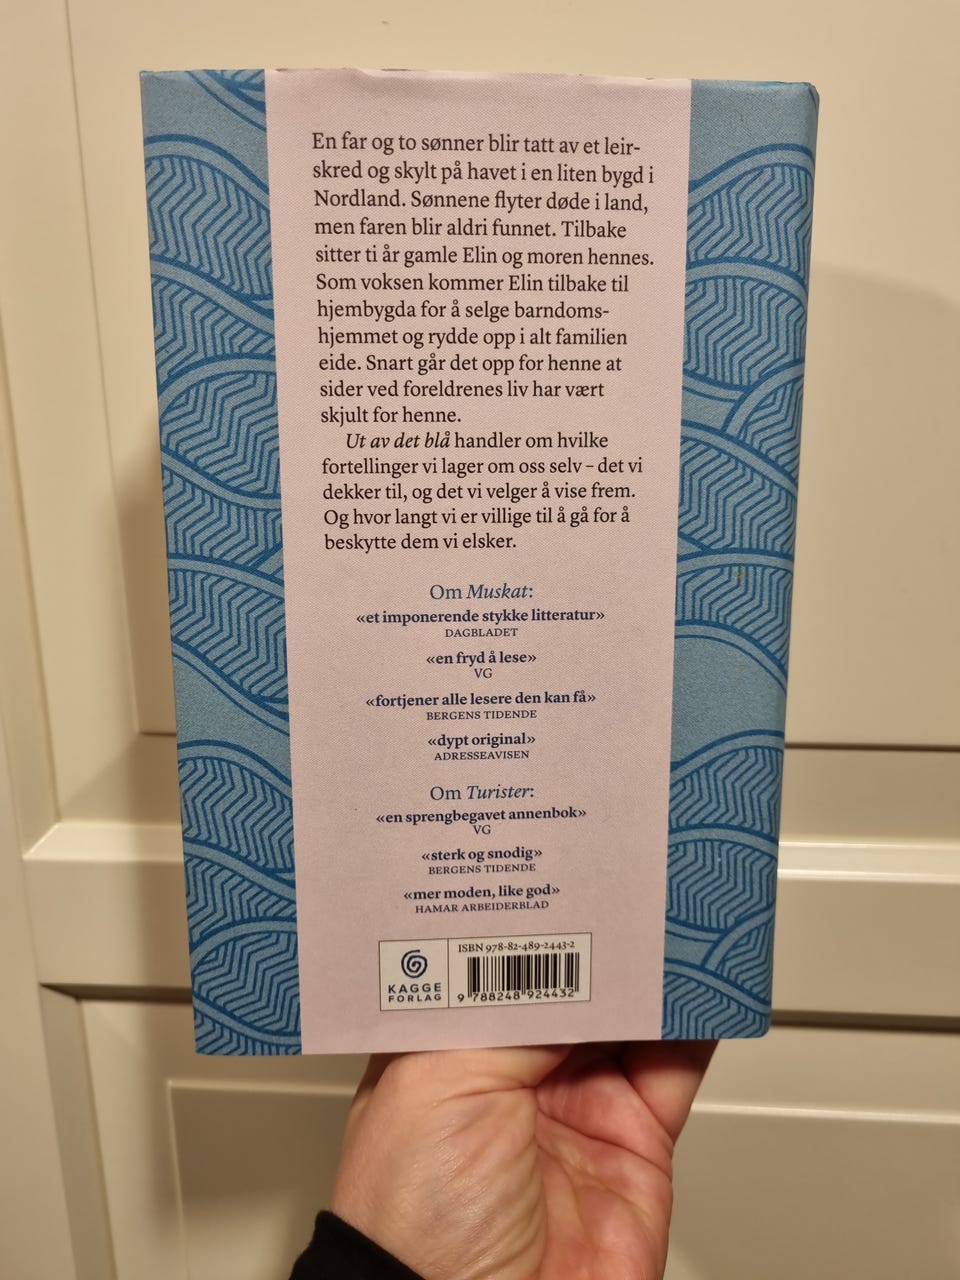 En far og to sønner blir tatt av et leir-
skred og skylt på havet i en liten bygd i
Nordland. Sønnene flyter døde i land,
men faren blir aldri funnet. Tilbake
sitter ti år gamle Elin og moren hennes.
Som voksen kommer Elin tilbake til
hjembygda for å selge barndoms-
hjemmet og rydde opp i alt familien
eide. Snart går det opp for henne at
sider ved foreldrenes liv har vært
skjult for henne.
Ut av det blå handler om hvilke
fortellinger vi lager om oss selv – det vi
dekker til, og det vi velger å vise frem.
Og hvor langt vi er villige til å gå for å
beskytte dem vi elsker.
Om Muskat:
«et imponerende stykke litteratur»
DAGBLADET
«en fryd å lese»
VG
«fortjener alle lesere den kan få»
BERGENS TIDENDE
«dypt original»
ADRESSEAVISEN
Om Turister:
«en sprengbegavet annenbok»
VG
«sterk og snodig»
BERGENS TIDENDE
«mer moden, like god»
HAMAR ARBEIDERBLAD
KAGGE
FORLAG
ISBN 978-82-489-2443-2
9 788248 924432